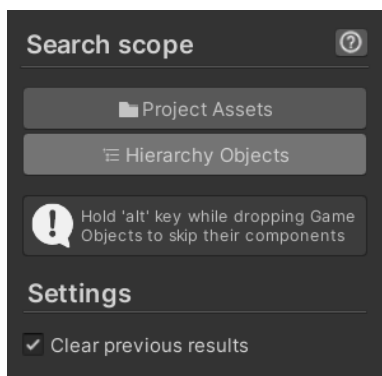 Search scope
Project Assets
Hierarchy Objects
Hold 'alt' key while dropping Game
Objects to skip their components
Settings
Clear previous results